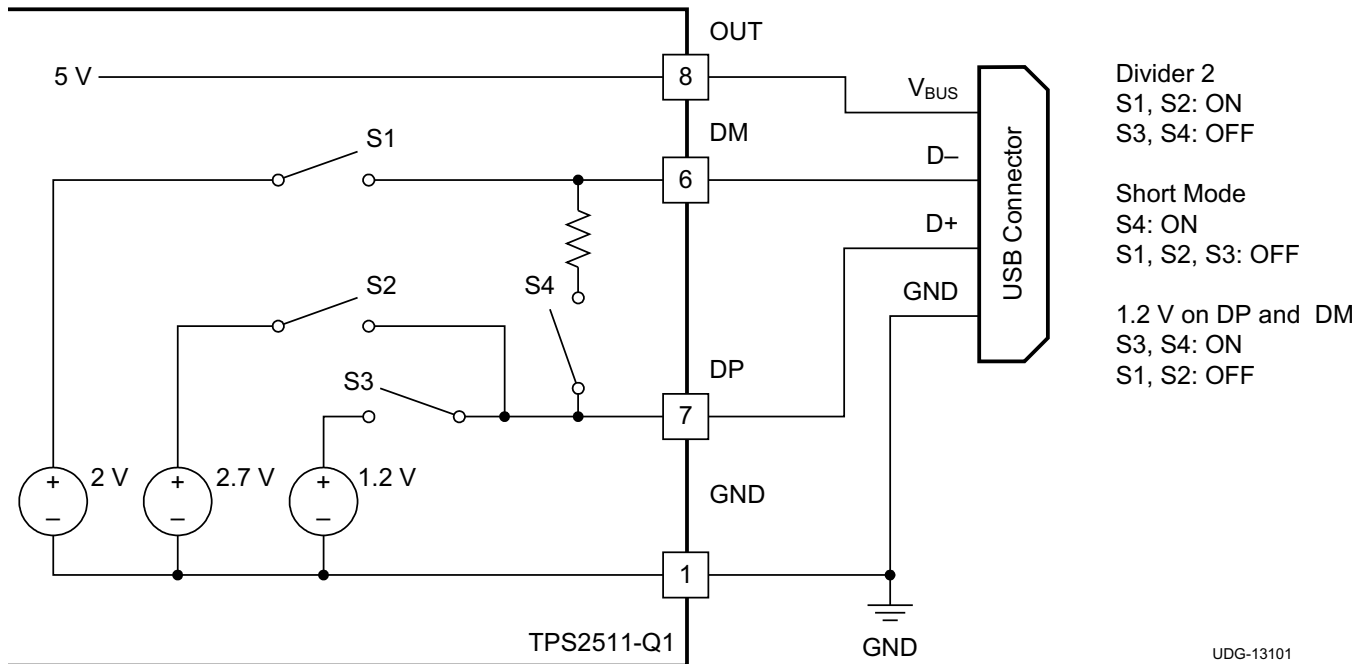 OUT
5 V
8
V_BUS
DM
S1
D–
6
D+
USB Connector
S2
S4
GND
DP
S3
7
+
2 V
–
+
2.7 V
–
+
1.2 V
–
GND
1
TPS2511-Q1
GND
Divider 2
S1, S2: ON
S3, S4: OFF
Short Mode
S4: ON
S1, S2, S3: OFF
1.2 V on DP and DM
S3, S4: ON
S1, S2: OFF
UDG-13101